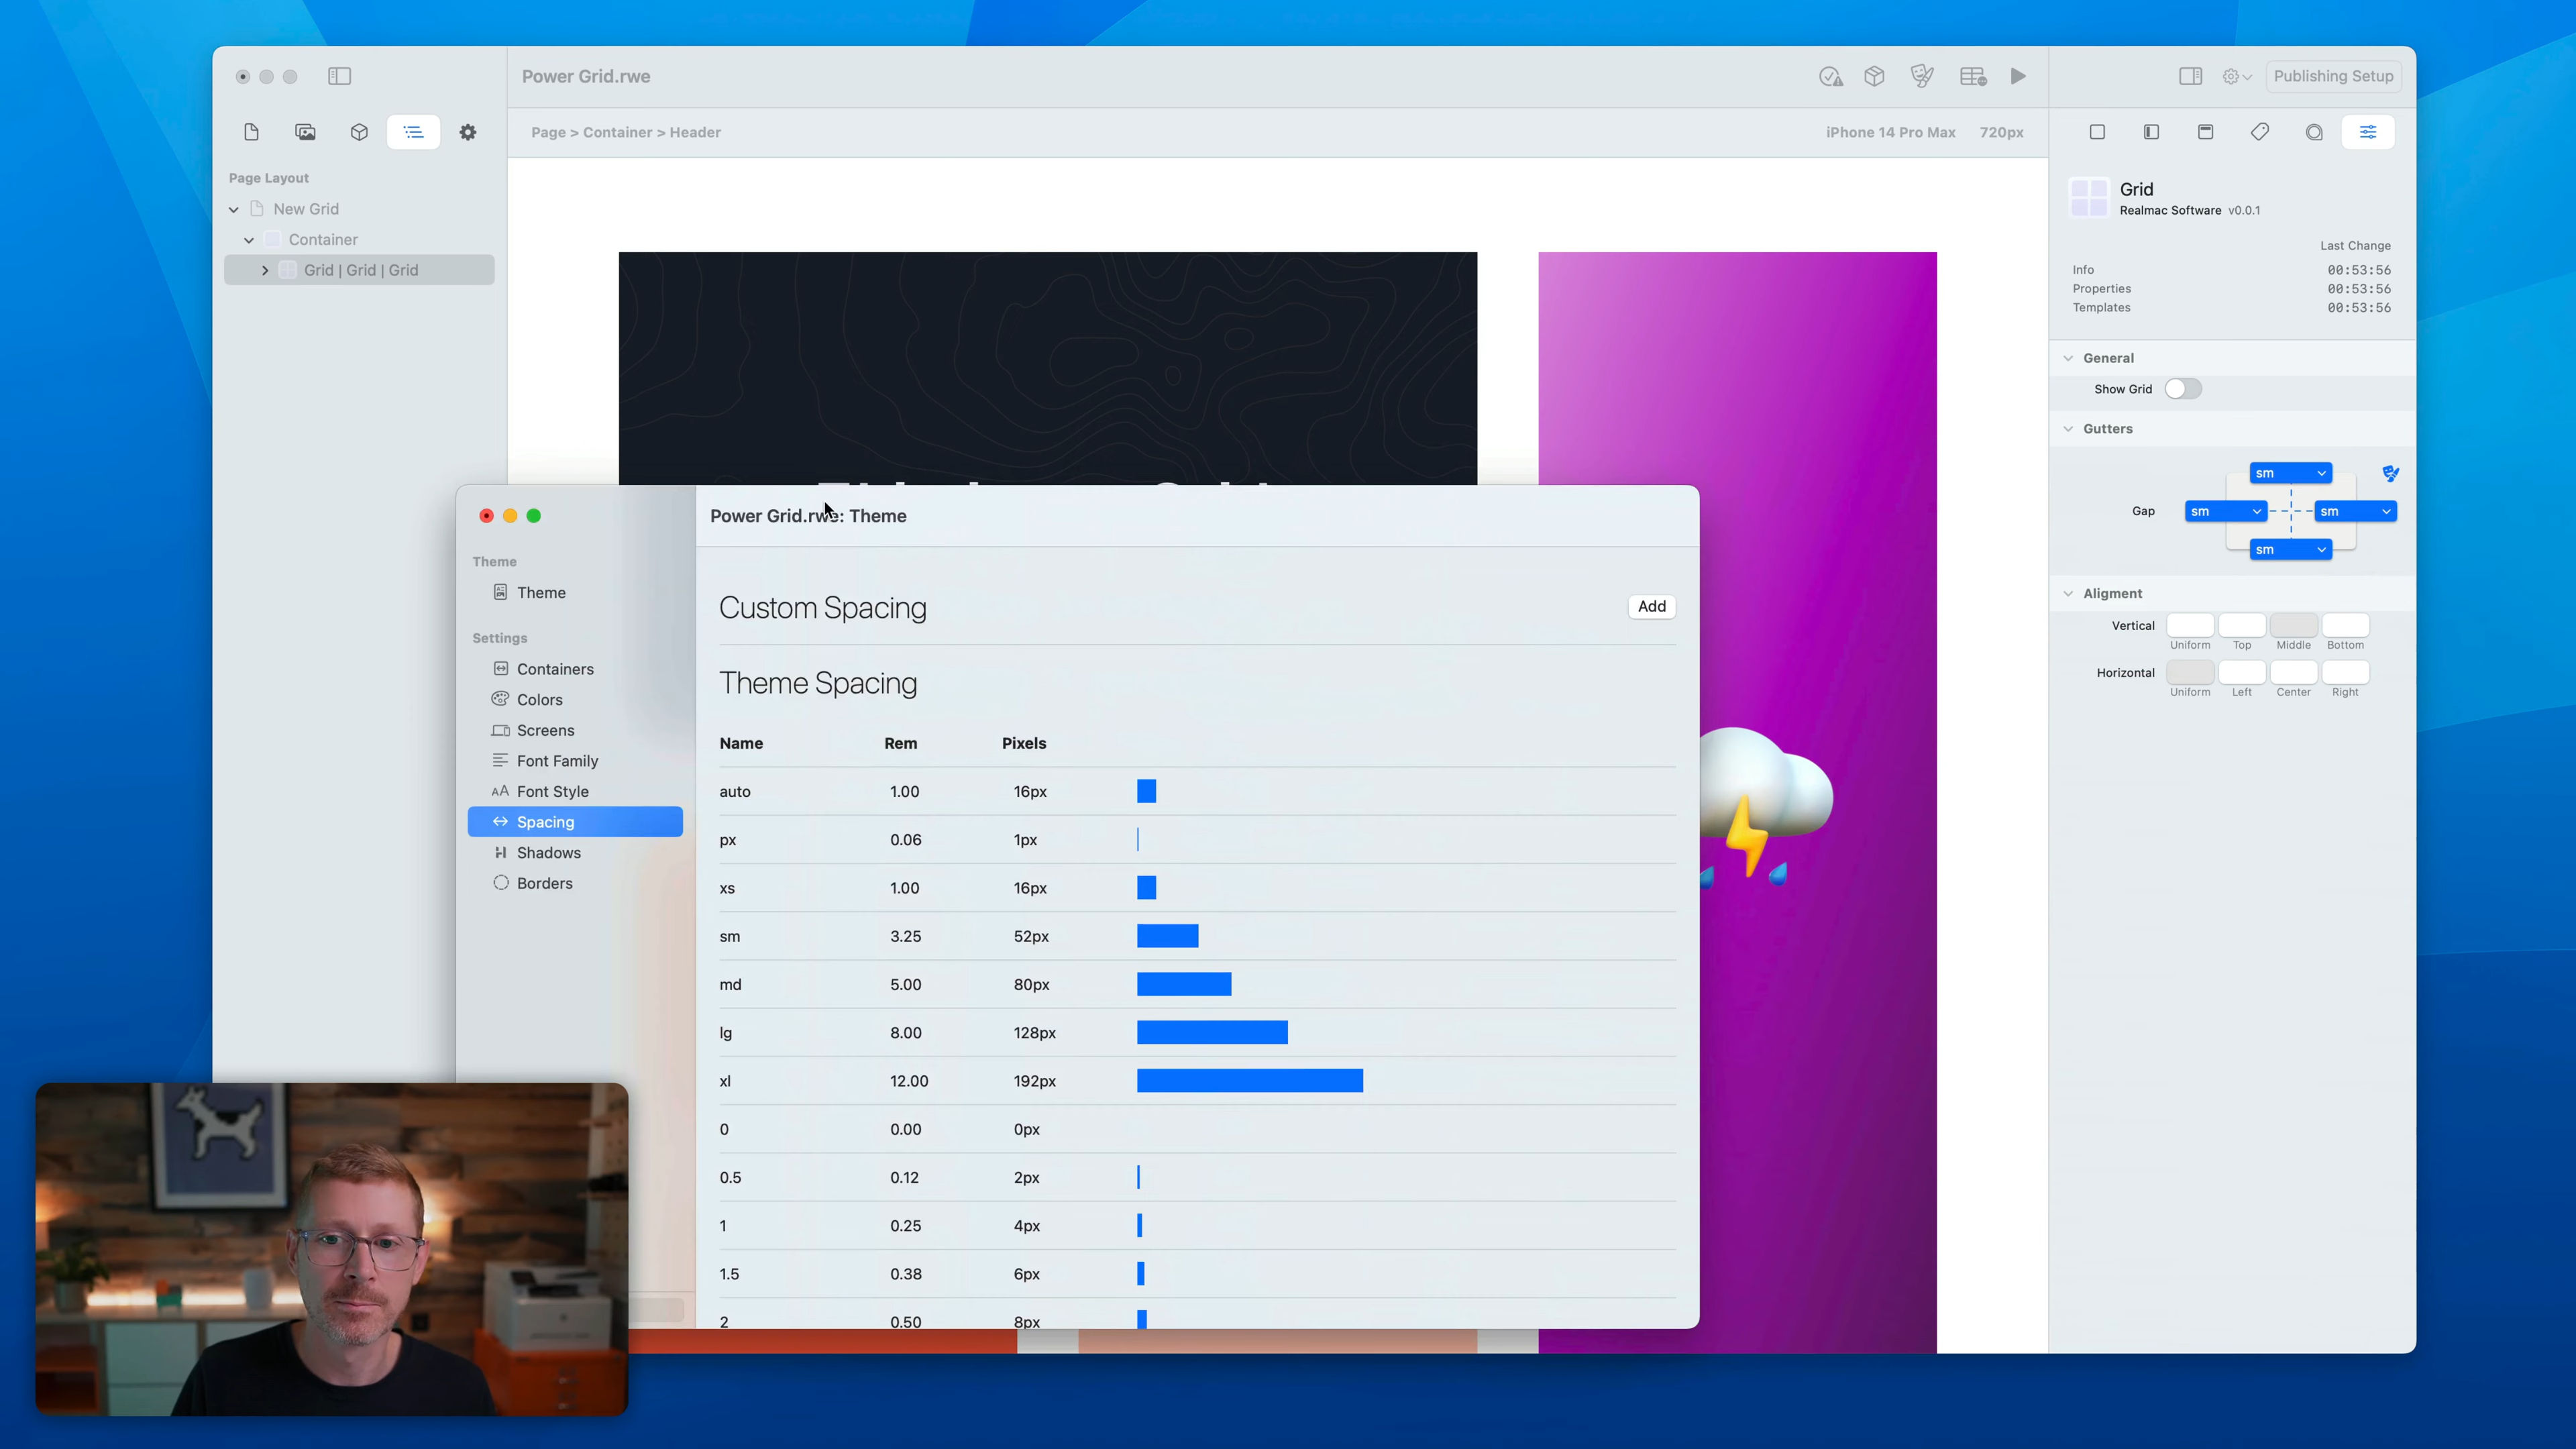 Power Grid.rwe
Publishing Setup
Page > Container > Header
iPhone 14 Pro Max 720px
Page Layout
New Grid
Container
Grid | Grid | Grid
Grid
Realmac Software v0.0.1
Last Change
Info 00:53:56
Properties 00:53:56
Templates 00:53:56
General
Show Grid
Gutters
sm
Gap sm sm
sm
Aligment
Vertical
Uniform Top Middle Bottom
Horizontal
Uniform Left Center Right
Power Grid.rwe: Theme
Theme
Theme
Settings
Containers
Colors
Screens
Font Family
AA Font Style
Spacing
Shadows
Borders
Custom Spacing Add
Theme Spacing
Name Rem Pixels
auto 1.00 16px
px 0.06 1px
xs 1.00 16px
sm 3.25 52px
md 5.00 80px
lg 8.00 128px
xl 12.00 192px
0 0.00 0px
0.5 0.12 2px
1 0.25 4px
1.5 0.38 6px
2 0.50 8px